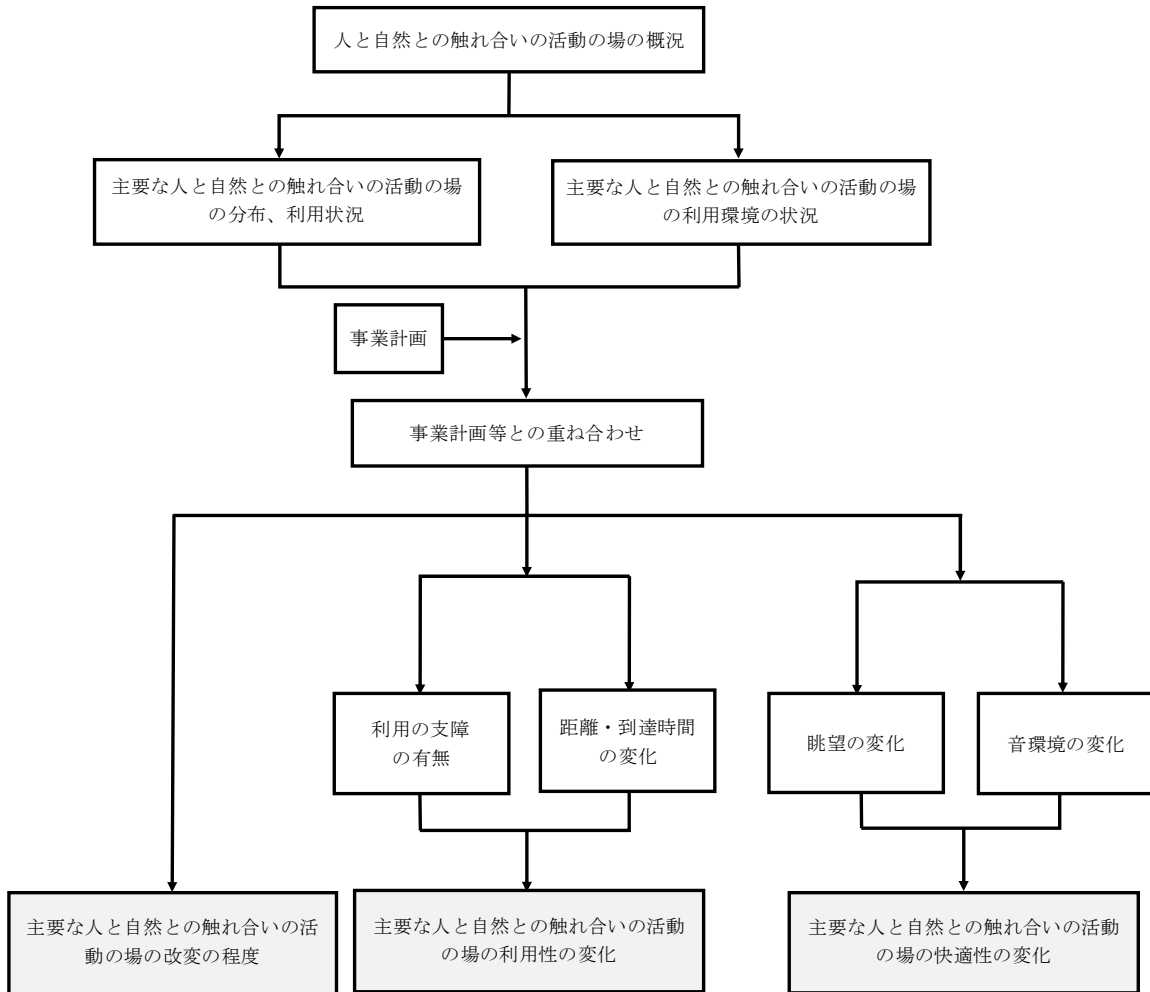 人と自然との触れ合いの活動の場の概況
主要な人と自然との触れ合いの活動の場
の分布、利用状況
主要な人と自然との触れ合いの活動の場
の利用環境の状況
事業計画
事業計画等との重ね合わせ
利用の支障
の有無
距離・到達時間
の変化
眺望の変化
音環境の変化
主要な人と自然との触れ合いの活
動の場の改変の程度
主要な人と自然との触れ合いの活動
の場の利用性の変化
主要な人と自然との触れ合いの活動
の場の快適性の変化